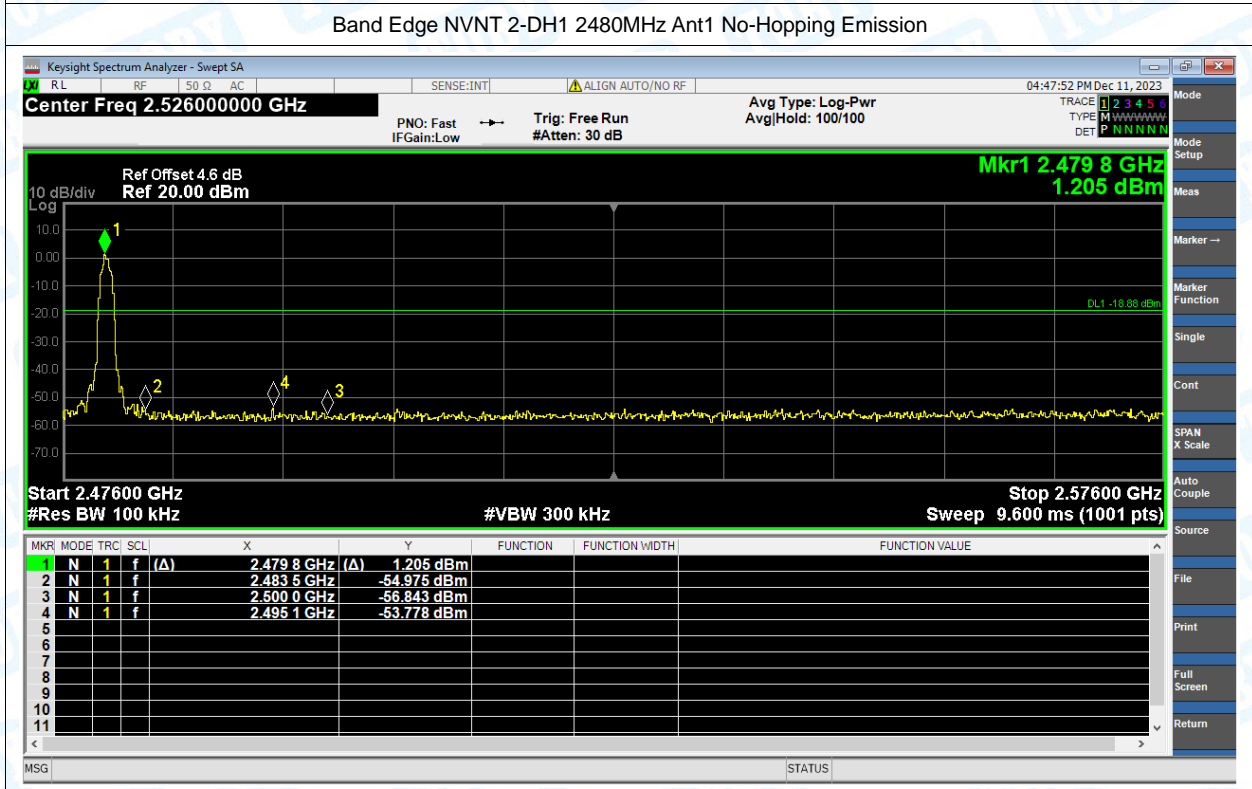 Band Edge NVNT 2-DH1 2480MHz Ant1 No-Hopping Emission
Keysight Spectrum Analyzer - Swept SA
LXI RL RF 50 Ω AC SENSE:INT ALIGN AUTO/NO RF 04:47:52 PM Dec 11, 2023
Center Freq 2.526000000 GHz
PNO: Fast
IFGain:Low
Trig: Free Run
#Atten: 30 dB
Avg Type: Log-Pwr
Avg|Hold: 100/100
TRACE 1 2 3 4 5 6
TYPE M WWWWW
DET P N N N N N
Mkr1 2.479 8 GHz
1.205 dBm
Ref Offset 4.6 dB
Ref 20.00 dBm
10 dB/div
Log
10.0
0.00
-10.0
-20.0
-30.0
-40.0
-50.0
-60.0
-70.0
1
2
4
3
DL1 -18.88 dBm
Start 2.47600 GHz
Stop 2.57600 GHz
#Res BW 100 kHz
#VBW 300 kHz
Sweep 9.600 ms (1001 pts)
MKR MODE TRC SCL X Y FUNCTION FUNCTION WIDTH FUNCTION VALUE
1 N 1 f (Δ) 2.479 8 GHz (Δ) 1.205 dBm
2 N 1 f 2.483 5 GHz -54.975 dBm
3 N 1 f 2.500 0 GHz -56.843 dBm
4 N 1 f 2.495 1 GHz -53.778 dBm
5
6
7
8
9
10
11
MSG
STATUS
Mode
Mode
Setup
Meas
Marker →
Marker
Function
Single
Cont
SPAN
X Scale
Auto
Couple
Source
File
Print
Full
Screen
Return